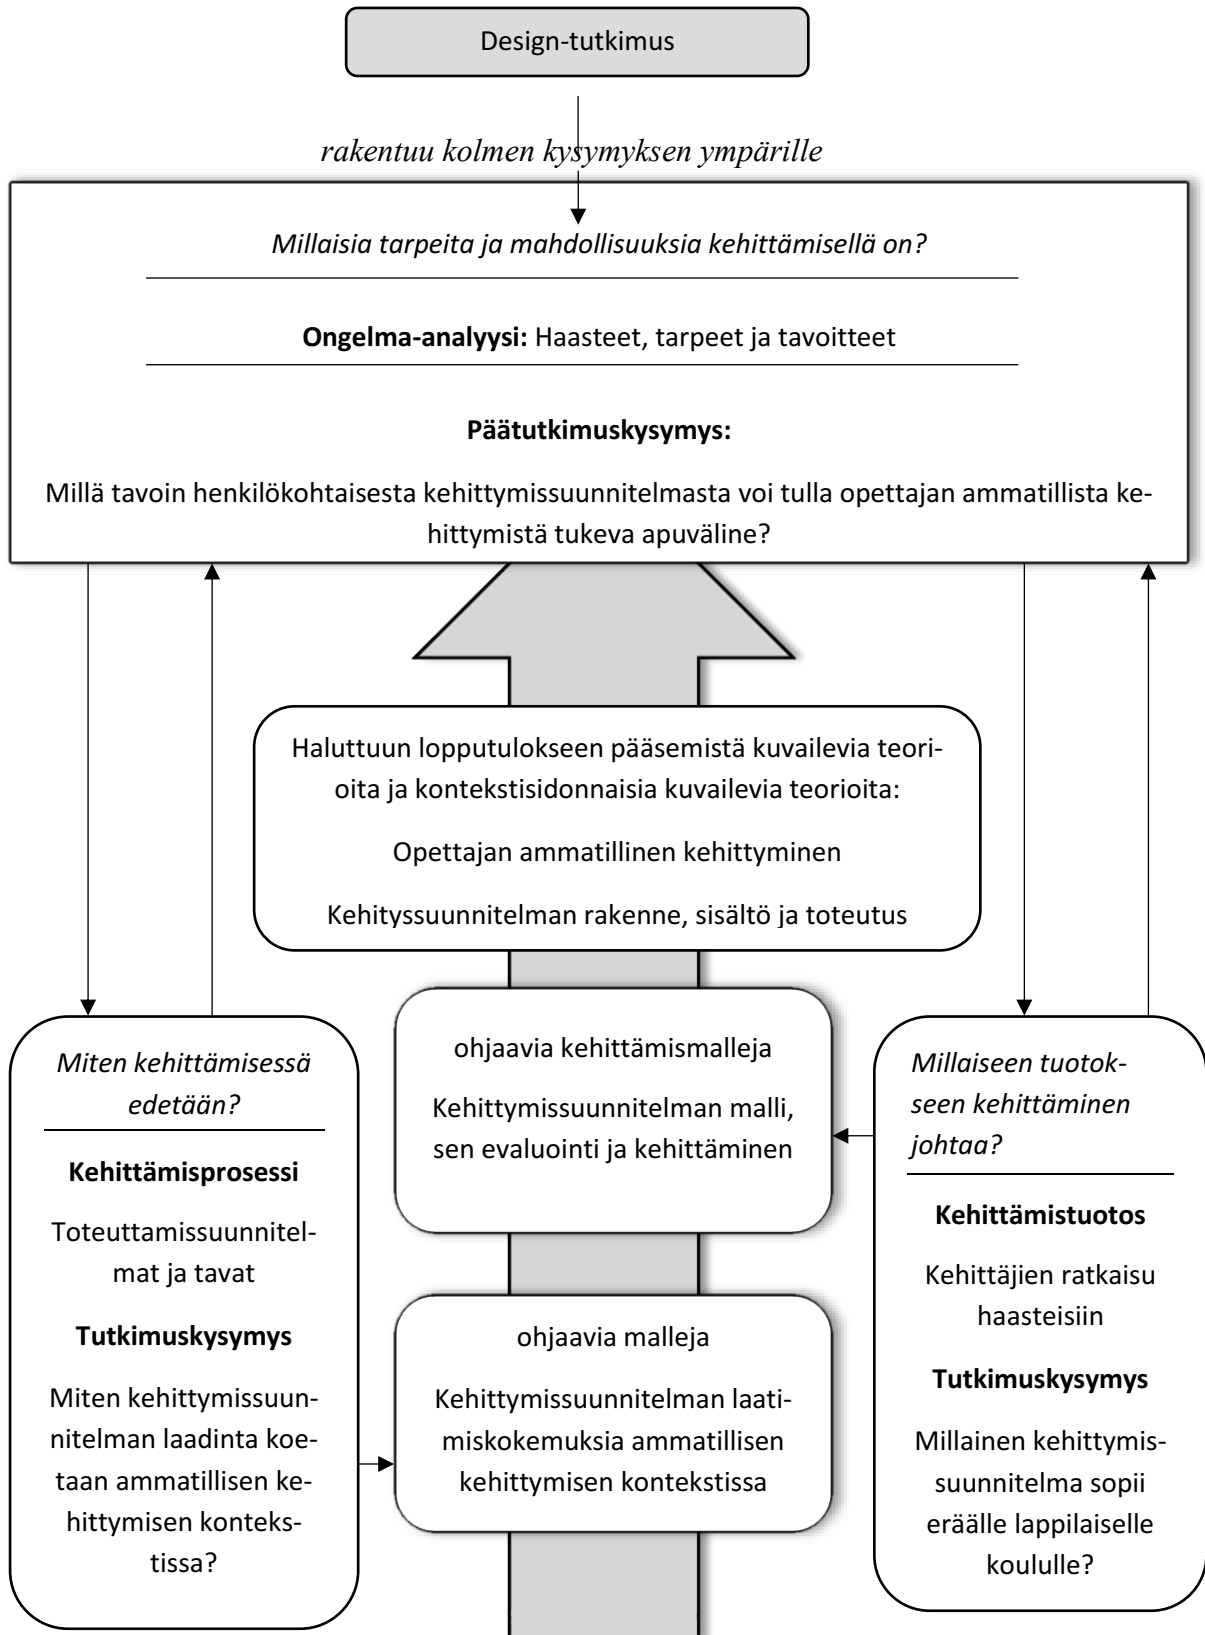 Design-tutkimus
rakentuu kolmen kysymyksen ympärille
Millaisia tarpeita ja mahdollisuuksia kehittämisellä on?
Ongelma-analyysi: Haasteet, tarpeet ja tavoitteet
Päätutkimuskysymys:
Millä tavoin henkilökohtaisesta kehittymissuunnitelmasta voi tulla opettajan ammatillista ke-
hittymistä tukeva apuväline?
Haluttuun lopputulokseen pääsemistä kuvailevia teori-
oita ja kontekstisidonnaisia kuvailevia teorioita:
Opettajan ammatillinen kehittyminen
Kehityssuunnitelman rakenne, sisältö ja toteutus
Miten kehittämisessä
edetään?
Kehittämisprosessi
Toteuttamissuunnitel-
mat ja tavat
Tutkimuskysymys
Miten kehittymissuun-
nitelman laadinta koe-
taan ammatillisen ke-
hittymisen konteks-
tissa?
ohjaavia kehittämismalleja
Kehittymissuunnitelman malli,
sen evaluointi ja kehittäminen
ohjaavia malleja
Kehittymissuunnitelman laati-
miskokemuksia ammatillisen
kehittymisen kontekstissa
Millaiseen tuotok-
seen kehittäminen
johtaa?
Kehittämistuotos
Kehittäjien ratkaisu
haasteisiin
Tutkimuskysymys
Millainen kehittymis-
suunnitelma sopii
eräälle lappilaiselle
koululle?